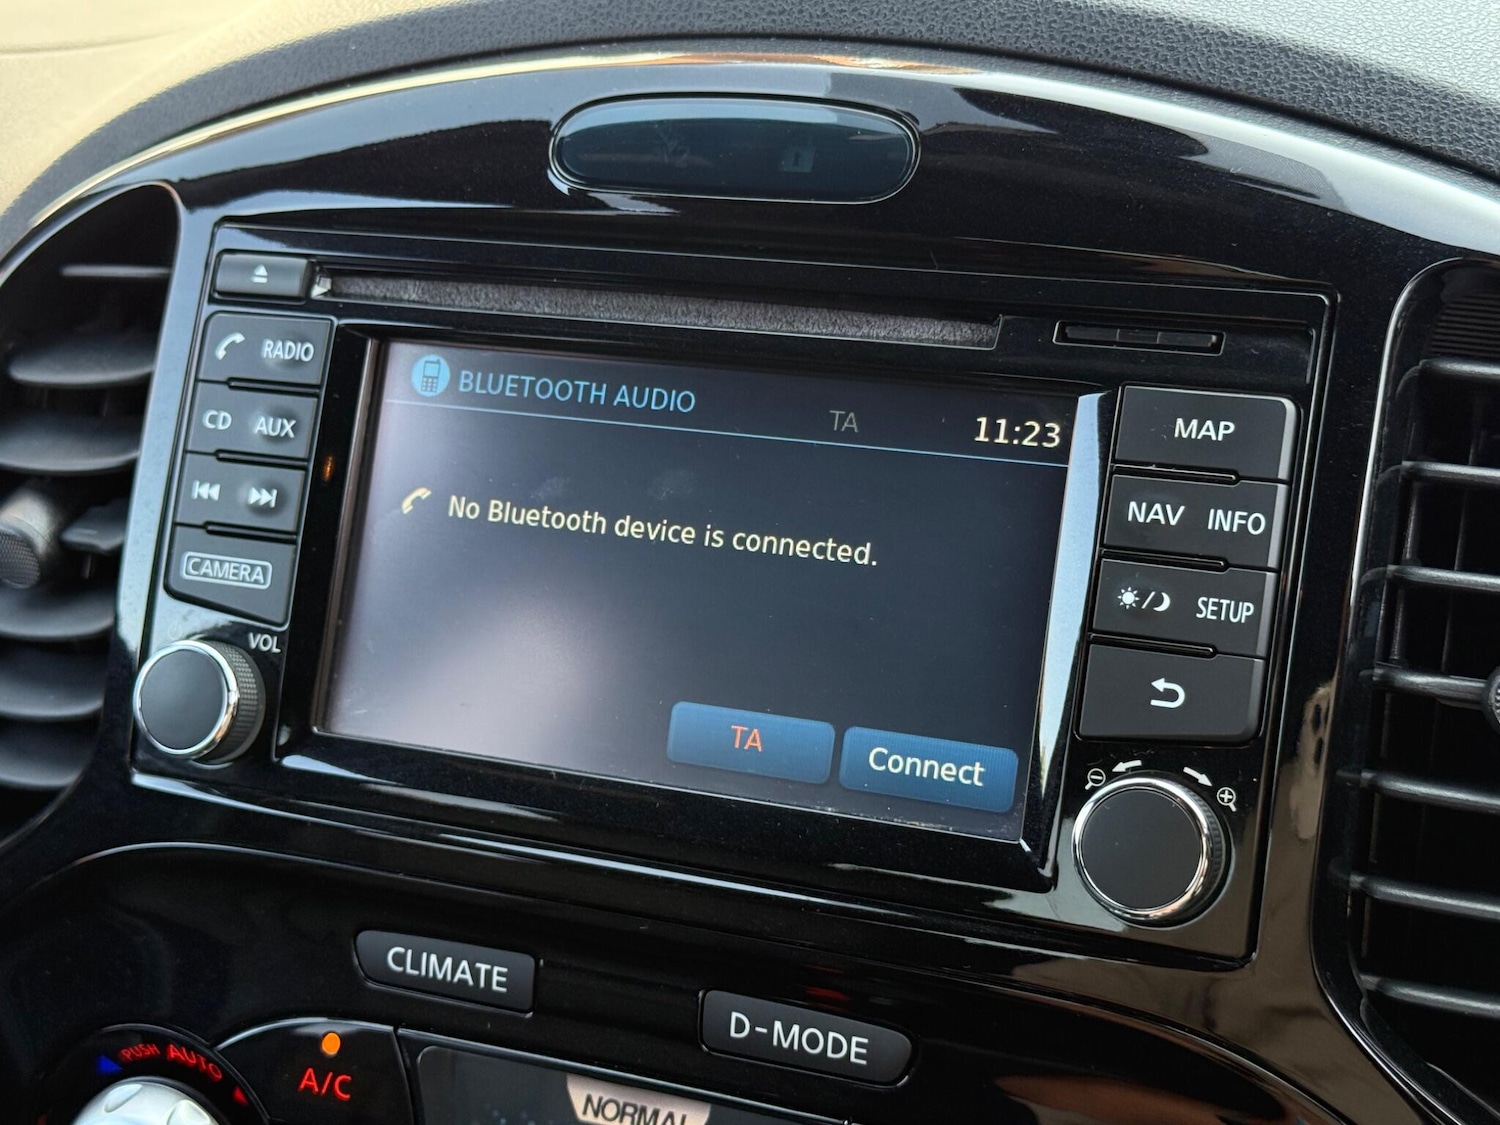 RADIO
CD AUX
CAMERA
VOL
BLUETOOTH AUDIO
TA
11:23
No Bluetooth device is connected.
TA
Connect
MAP
NAV INFO
SETUP
CLIMATE
D-MODE
PUSH AUTO
A/C
NORMAL